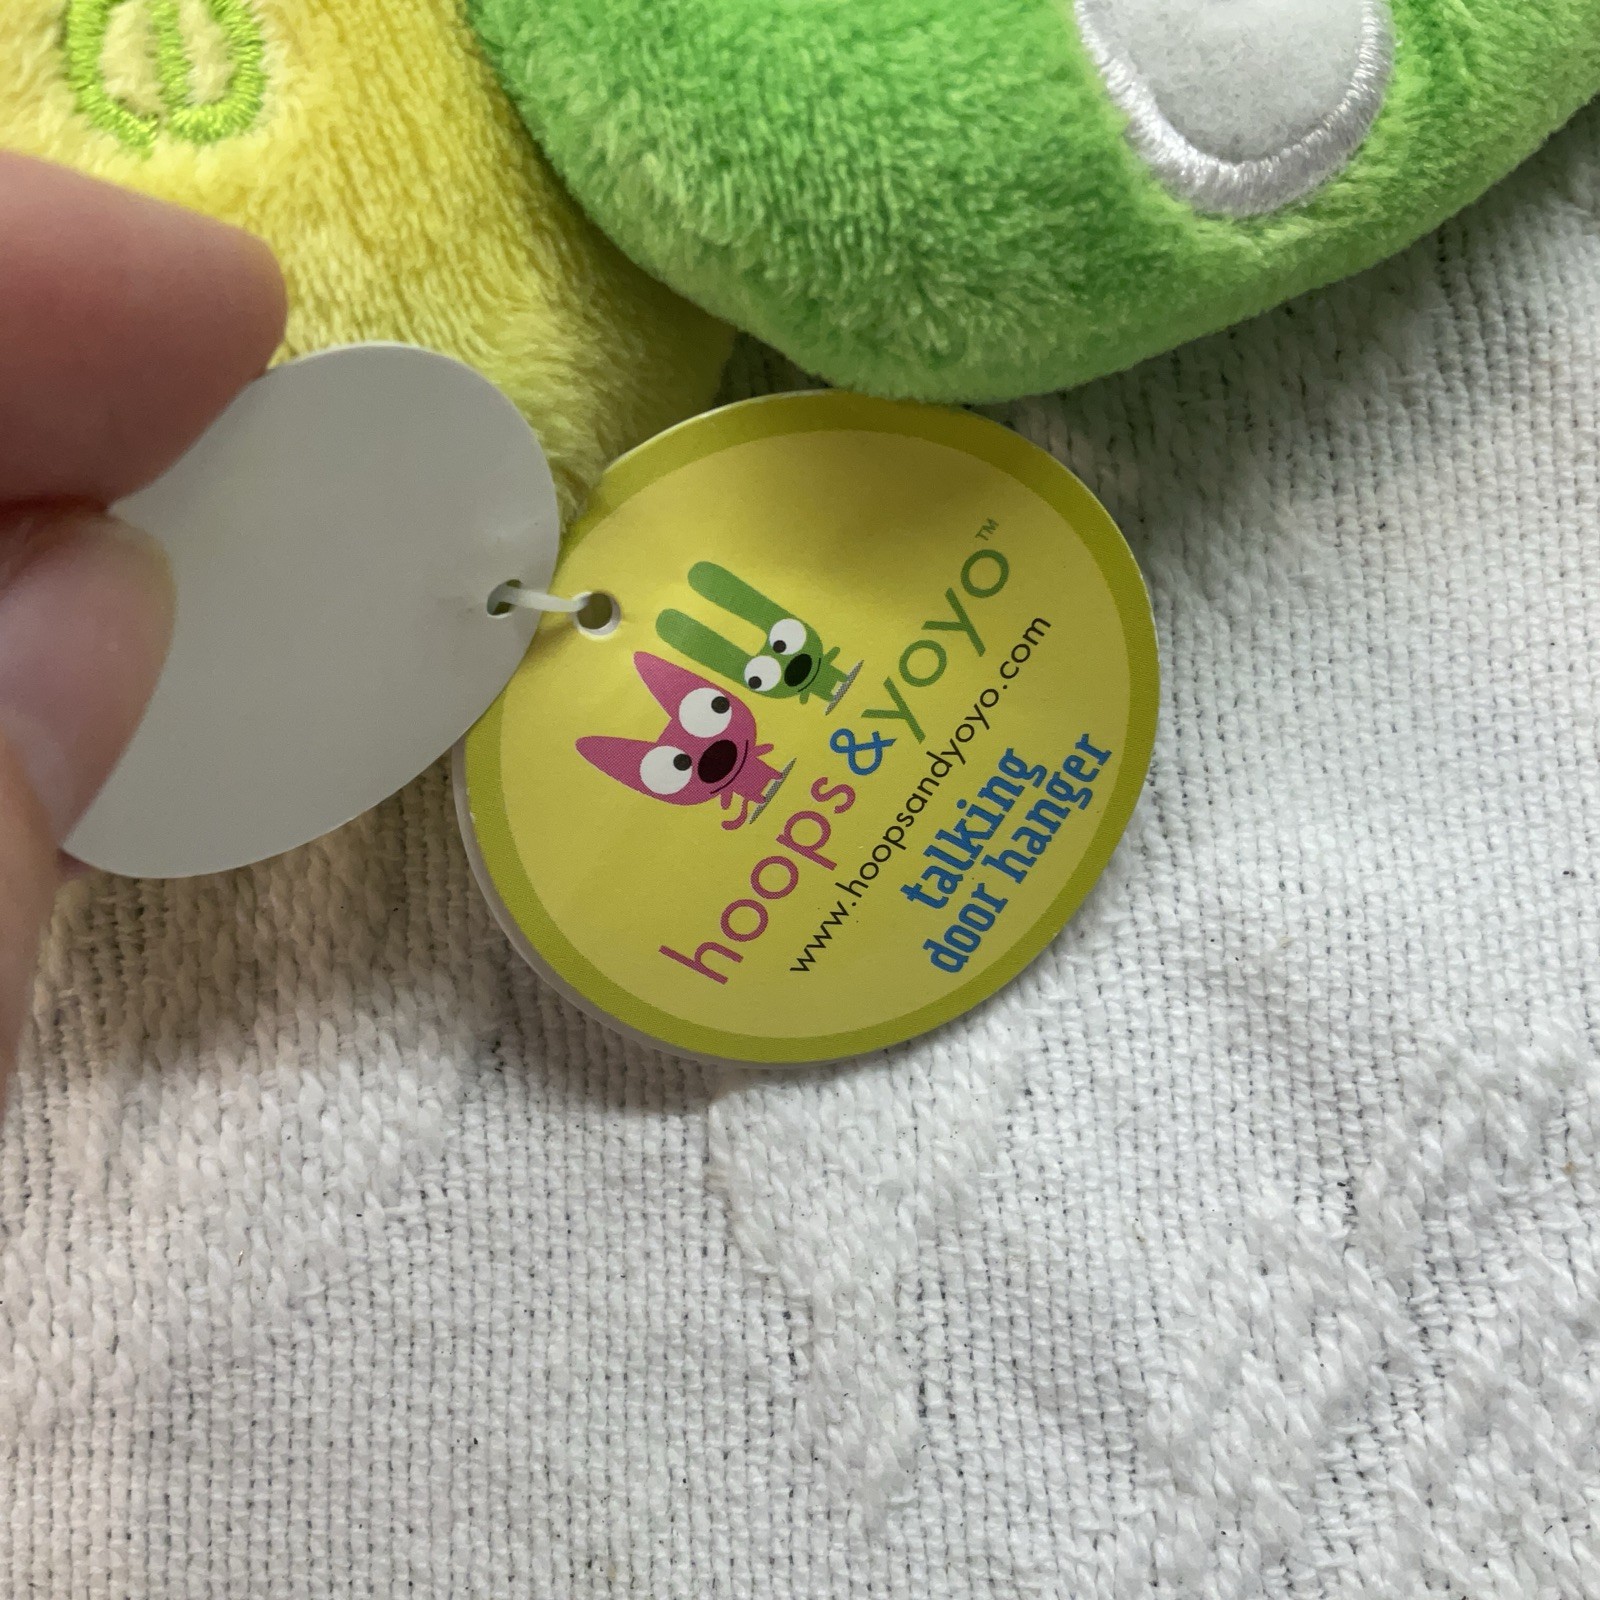 hoops & yoyo™
www.hoopsandyoyo.com
talking
door hanger